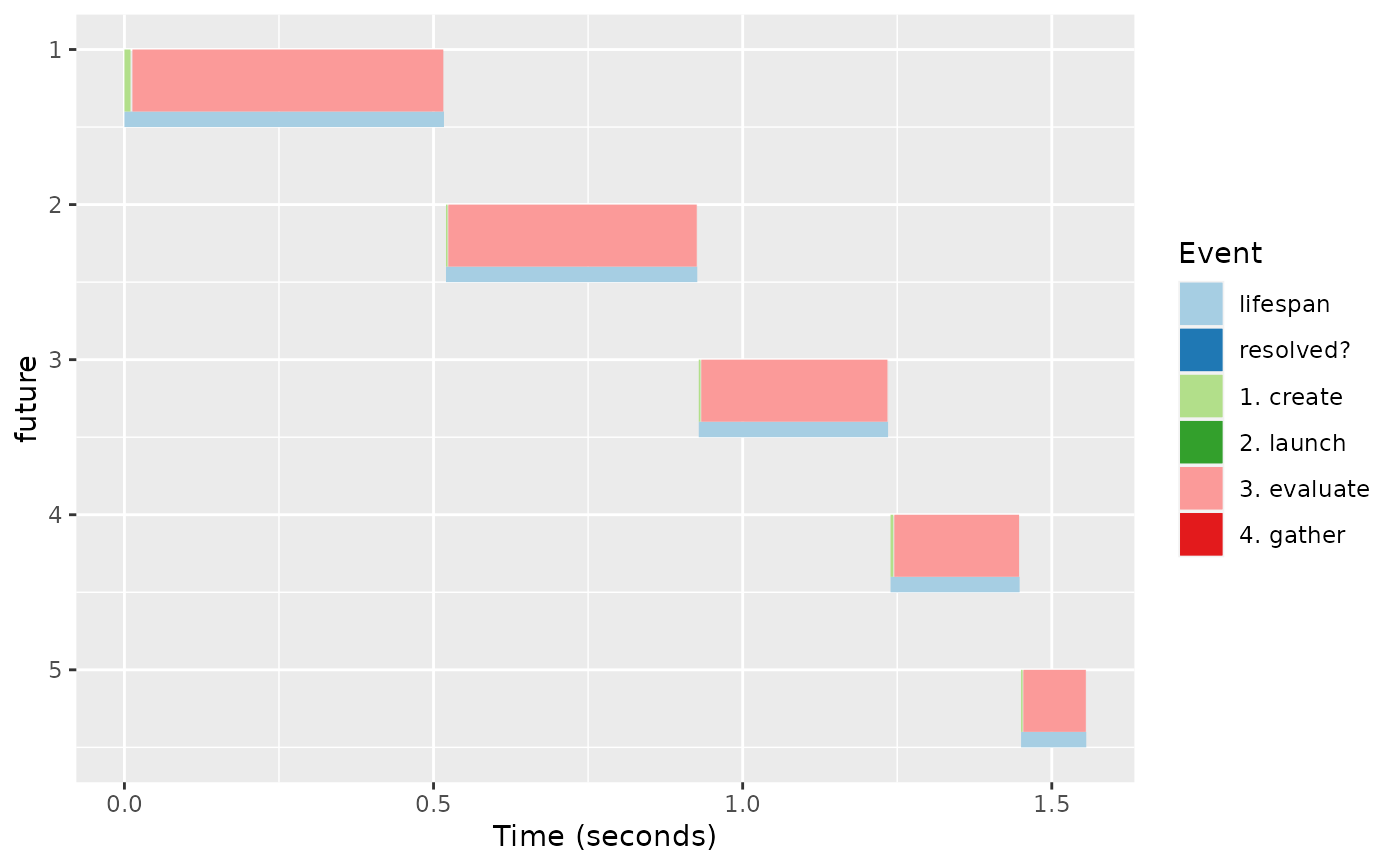 1
2
3
4
5
future
0.0 0.5 1.0 1.5
Time (seconds)
Event
lifespan
resolved?
1. create
2. launch
3. evaluate
4. gather